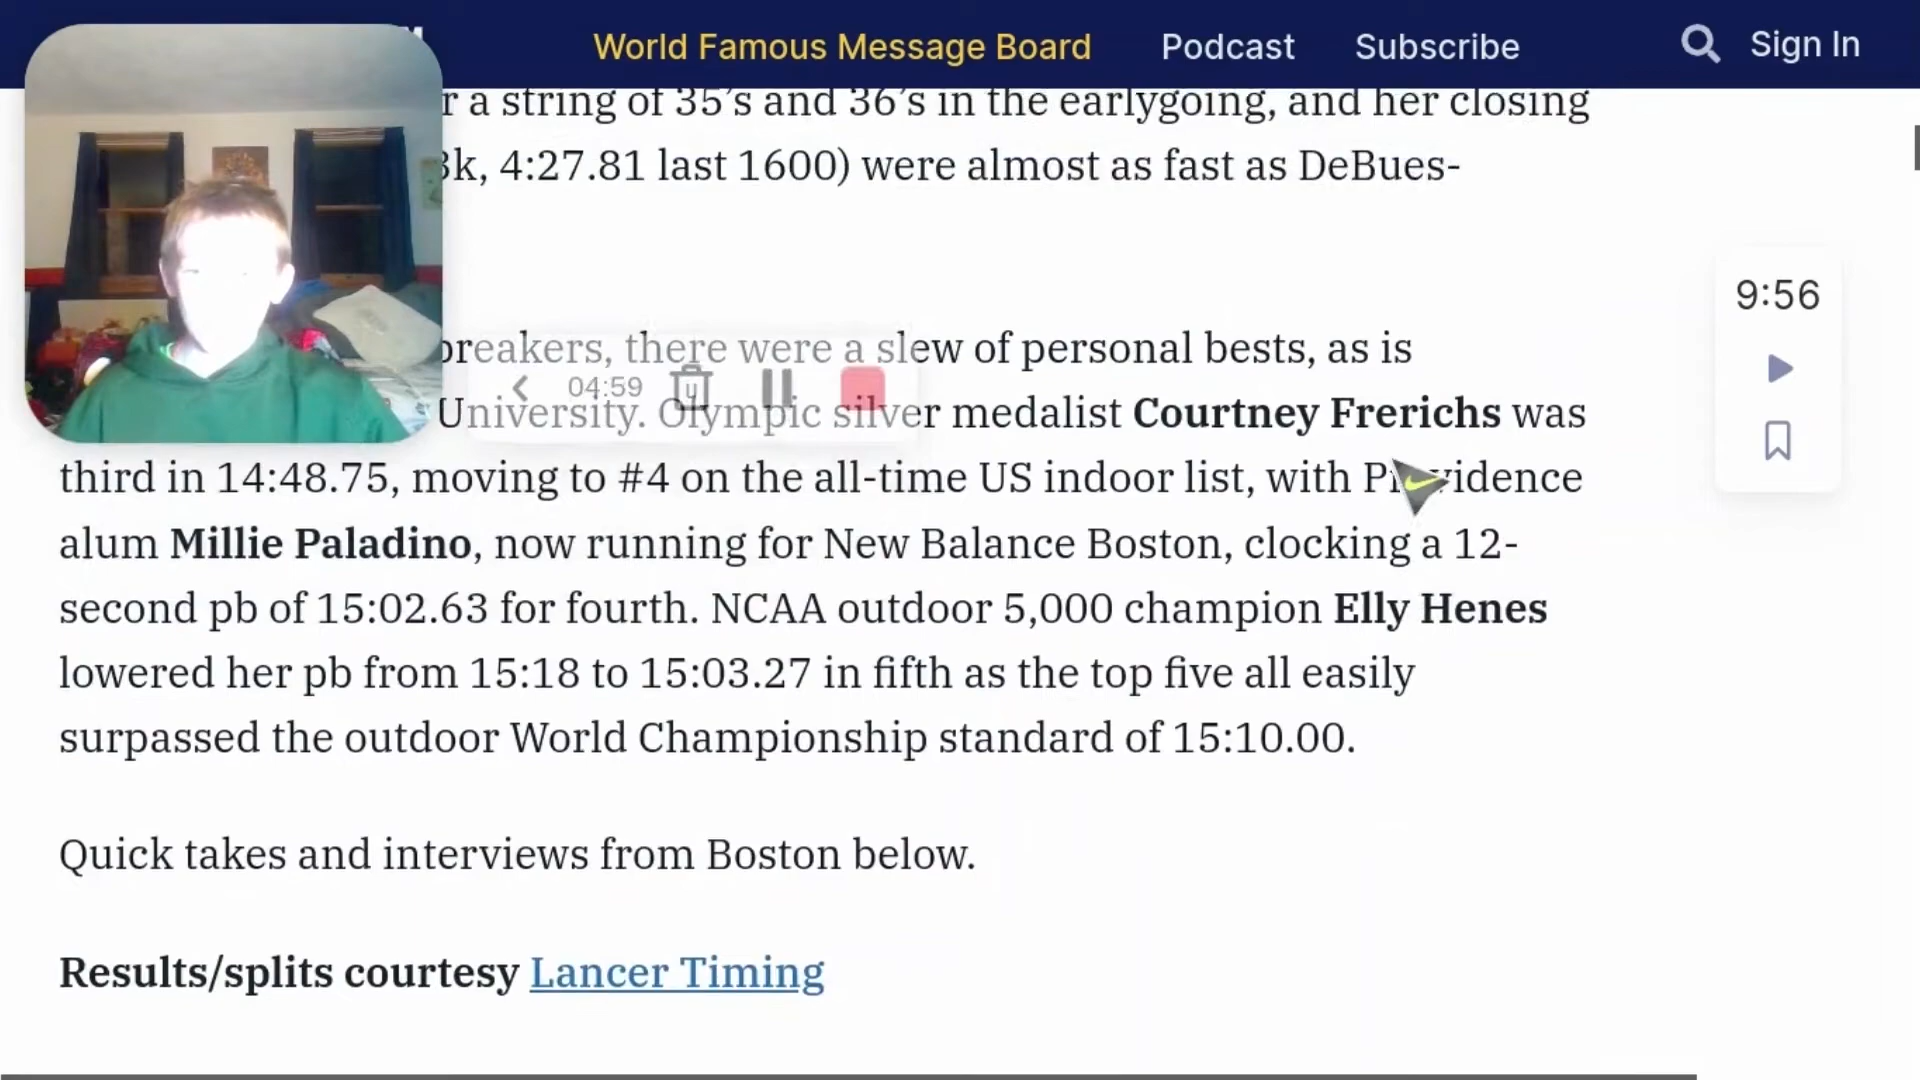 World Famous Message Board Podcast Subscribe Sign In
a string of 35's and 36's in the earlygoing, and her closing
3k, 4:27.81 last 1600) were almost as fast as DeBues-
9:56
breakers, there were a slew of personal bests, as is
04:59
University. Olympic silver medalist Courtney Frerichs was
third in 14:48.75, moving to #4 on the all-time US indoor list, with Providence
alum Millie Paladino, now running for New Balance Boston, clocking a 12-
second pb of 15:02.63 for fourth. NCAA outdoor 5,000 champion Elly Henes
lowered her pb from 15:18 to 15:03.27 in fifth as the top five all easily
surpassed the outdoor World Championship standard of 15:10.00.
Quick takes and interviews from Boston below.
Results/splits courtesy Lancer Timing